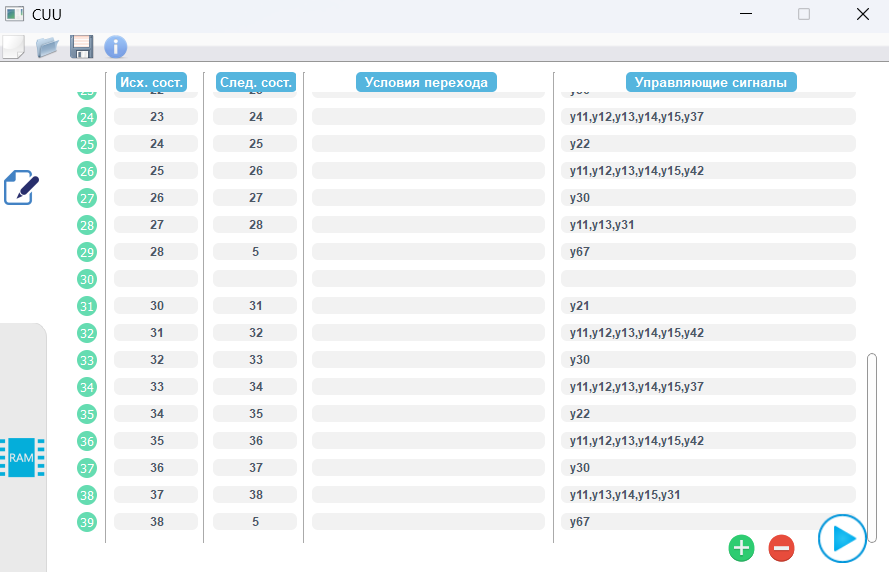 CUU
Исх. сост. След. сост. Условия перехода Управляющие сигналы
24 23 24 y11,y12,y13,y14,y15,y37
25 24 25 y22
26 25 26 y11,y12,y13,y14,y15,y42
27 26 27 y30
28 27 28 y11,y13,y31
29 28 5 y67
30
31 30 31 y21
32 31 32 y11,y12,y13,y14,y15,y42
33 32 33 y30
34 33 34 y11,y12,y13,y14,y15,y37
35 34 35 y22
36 35 36 y11,y12,y13,y14,y15,y42
37 36 37 y30
38 37 38 y11,y13,y14,y15,y31
39 38 5 y67
RAM